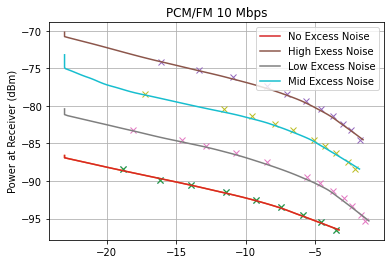 PCM/FM 10 Mbps
No Excess Noise
High Exess Noise
Low Excess Noise
Mid Excess Noise
Power at Receiver (dBm)
−70
−75
−80
−85
−90
−95
−20
−15
−10
−5